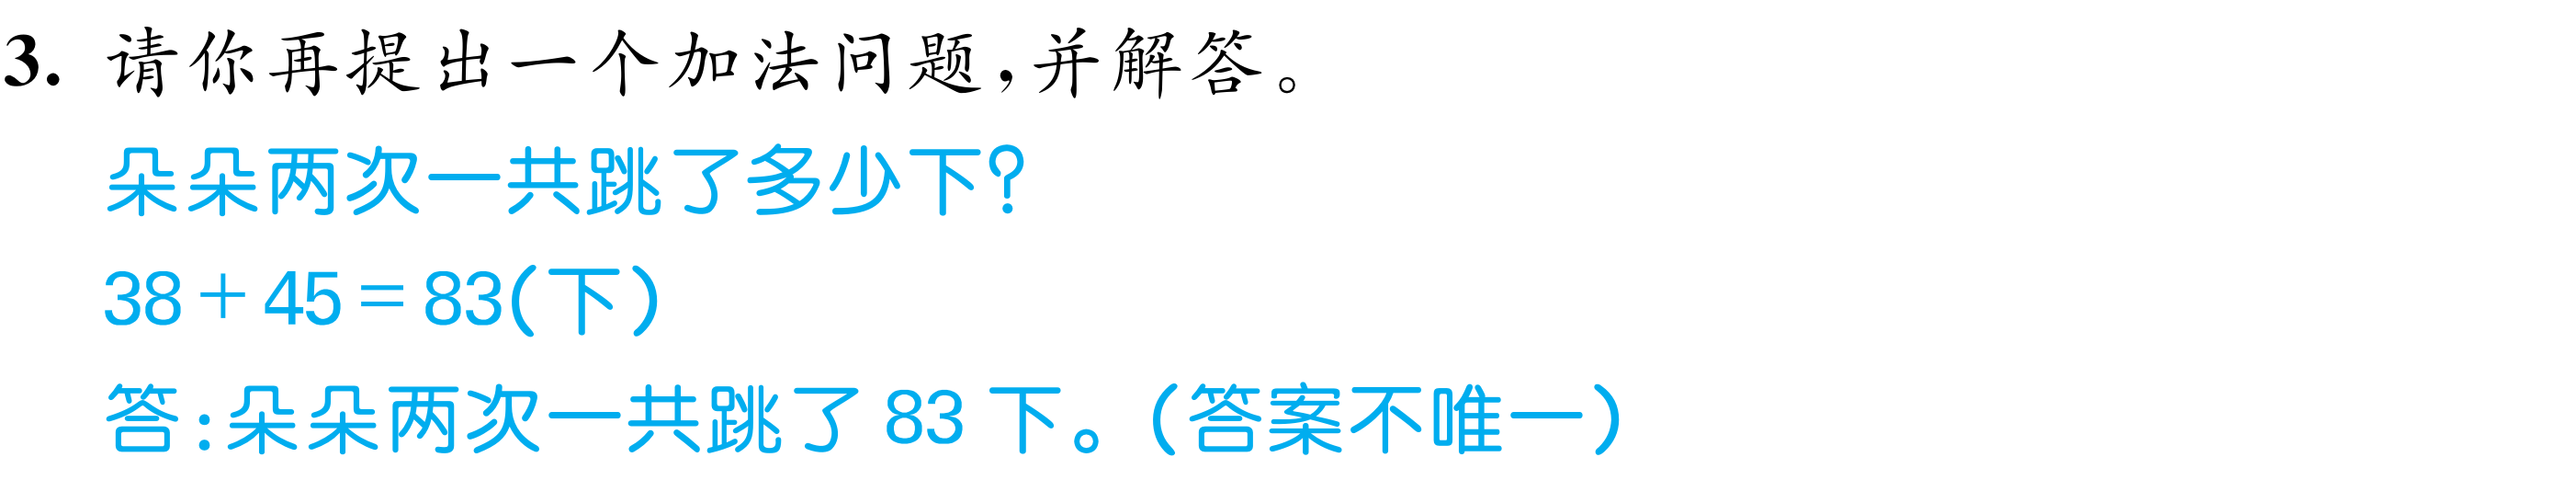 3. 请你再提出一个加法问题,并解答。
朵朵两次一共跳了多少下?
38+45=83(下)
答:朵朵两次一共跳了 83 下。(答案不唯一)